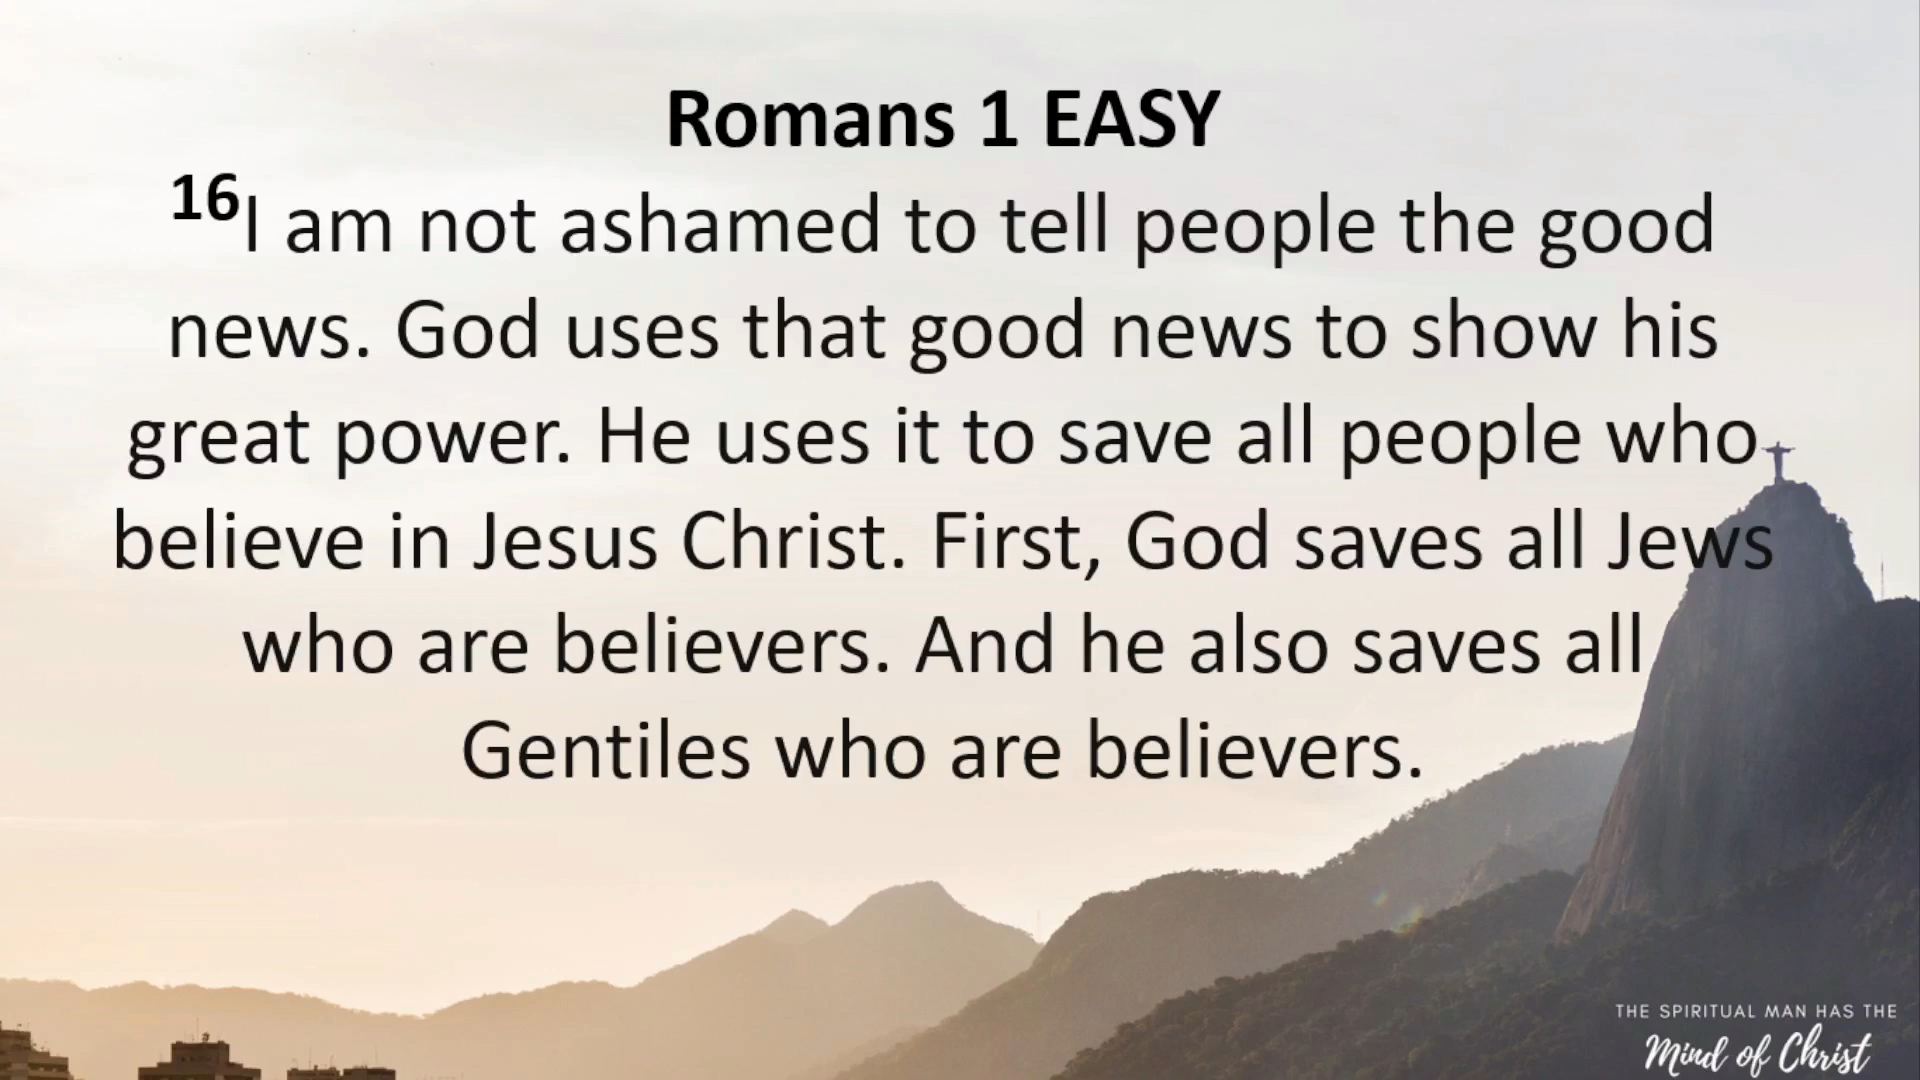 Romans 1 EASY
16I am not ashamed to tell people the good
news. God uses that good news to show his
great power. He uses it to save all people who
believe in Jesus Christ. First, God saves all Jews
who are believers. And he also saves all
Gentiles who are believers.
THE SPIRITUAL MAN HAS THE
Mind of Christ